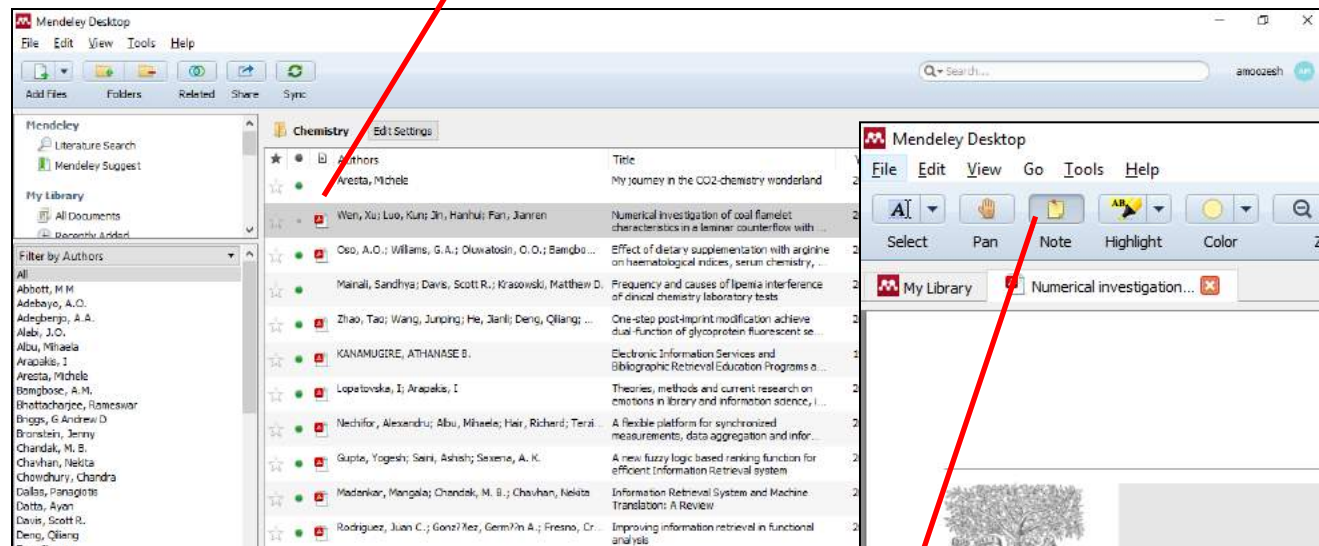 Mendeley Desktop
File Edit View Tools Help
Add Files Folders Related Share Sync
Search...
amoozesh
Mendeley
Literature Search
Mendeley Suggest
My Library
All Documents
Recently Added
Filter by Authors
All
Abbott, M M
Adebayo, A.O.
Adegbenjo, A.A.
Alabi, J.O.
Albu, Mihaela
Arapakis, I
Aresta, Michele
Bamgbose, A.M.
Bhattacharjee, Rameswar
Briggs, G Andrew D
Bronstein, Jenny
Chandak, M. B.
Chavhan, Nekita
Chowdhury, Chandra
Dallas, Panagiotis
Datta, Ayan
Davis, Scott R.
Deng, Qiliang
Chemistry Edit Settings
Authors Title
Aresta, Michele My journey in the CO2-chemistry wonderland
Wen, Xu; Luo, Kun; Jin, Hanhui; Fan, Jianren Numerical investigation of coal flamelet
characteristics in a laminar counterflow with ...
Oso, A.O.; Williams, G.A.; Oluwatosin, O.O.; Bamgbo... Effect of dietary supplementation with arginine
on haematological indices, serum chemistry, ...
Mainali, Sandhya; Davis, Scott R.; Krasowski, Matthew D. Frequency and causes of lipemia interference
of clinical chemistry laboratory tests
Zhao, Tao; Wang, Junping; He, Jianli; Deng, Qiliang; ... One-step post-imprint modification achieve
dual-function of glycoprotein fluorescent se...
KANAMUGIRE, ATHANASE B. Electronic Information Services and
Bibliographic Retrieval Education Programs a...
Lopatovska, I; Arapakis, I Theories, methods and current research on
emotions in library and information science, i...
Nechifor, Alexandru; Albu, Mihaela; Hair, Richard; Terzi... A flexible platform for synchronized
measurements, data aggregation and infor...
Gupta, Yogesh; Saini, Ashish; Saxena, A. K. A new fuzzy logic based ranking function for
efficient Information Retrieval system
Madankar, Mangala; Chandak, M. B.; Chavhan, Nekita Information Retrieval System and Machine
Translation: A Review
Rodriguez, Juan C.; Gonz??lez, Germ??n A.; Fresno, Cr... Improving information retrieval in functional
analysis
Mendeley Desktop
File Edit View Go Tools Help
Select Pan Note Highlight Color
My Library Numerical investigation...